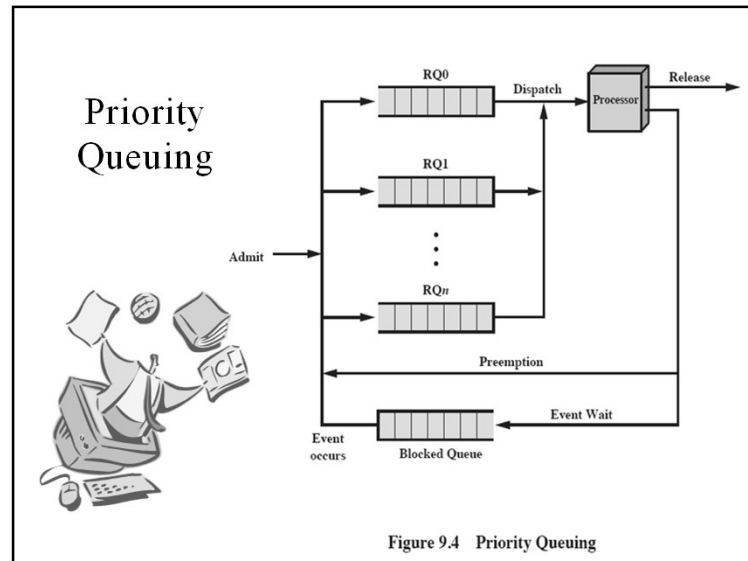 Priority
Queuing
RQ0
Dispatch
Release
Processor
RQ1
Admit
RQn
Preemption
Event Wait
Event
occurs
Blocked Queue
Figure 9.4 Priority Queuing